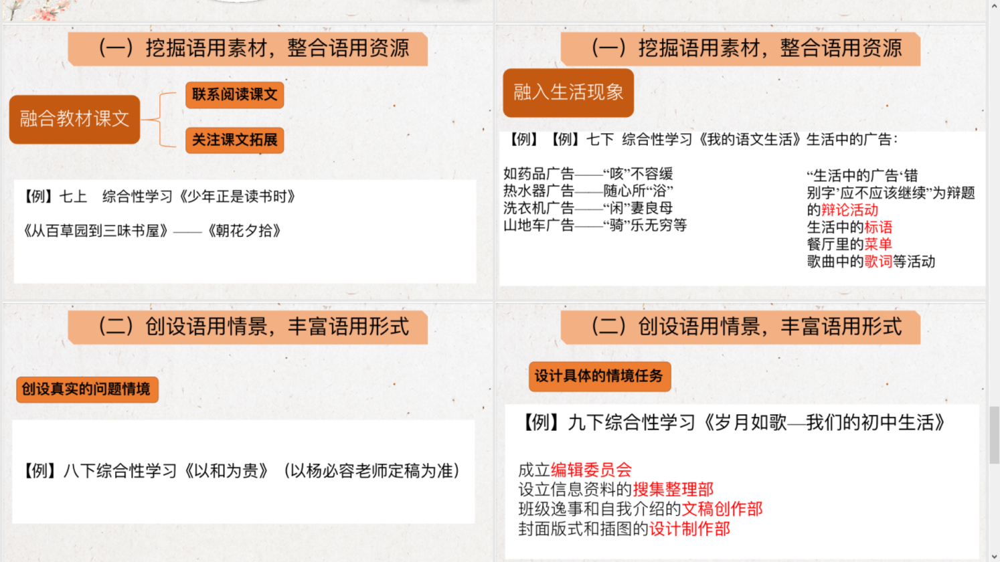 （一）挖掘语用素材，整合语用资源
融合教材课文
联系阅读课文
关注课文拓展
【例】七上 综合性学习《少年正是读书时》
《从百草园到三味书屋》——《朝花夕拾》
（一）挖掘语用素材，整合语用资源
融入生活现象
【例】【例】七下 综合性学习《我的语文生活》生活中的广告：
如药品广告——“咳”不容缓
热水器广告——随心所“浴”
洗衣机广告——“闲”妻良母
山地车广告——“骑”乐无穷等
“生活中的广告‘错
别字’应不应该继续”为辩题
的辩论活动
生活中的标语
餐厅里的菜单
歌曲中的歌词等活动
（二）创设语用情景，丰富语用形式
创设真实的问题情境
【例】八下综合性学习《以和为贵》（以杨必容老师定稿为准）
（二）创设语用情景，丰富语用形式
设计具体的情境任务
【例】九下综合性学习《岁月如歌—我们的初中生活》
成立编辑委员会
设立信息资料的搜集整理部
班级逸事和自我介绍的文稿创作部
封面版式和插图的设计制作部